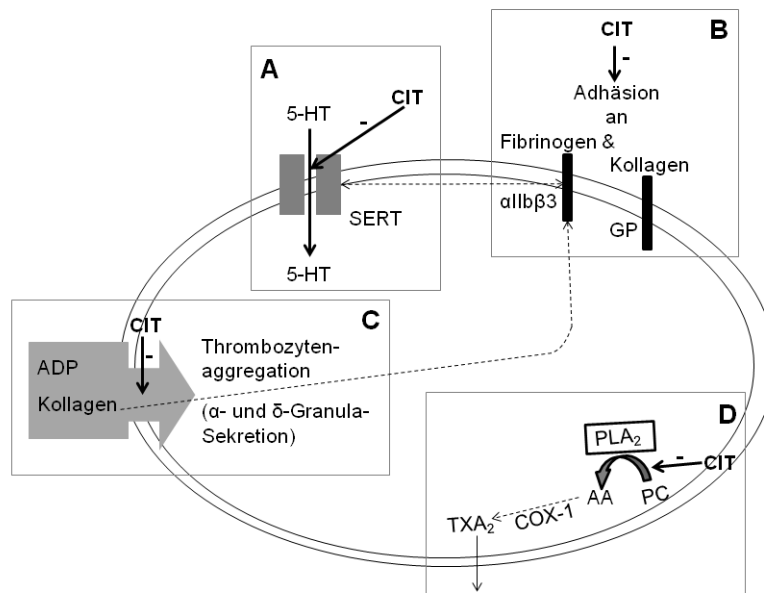 A
5-HT
CIT
-
SERT
5-HT
B
CIT
-
Adhäsion
an
Fibrinogen &
Kollagen
αIIbβ3
GP
C
CIT
-
ADP
Kollagen
Thrombozyten-
aggregation
(α- und δ-Granula-
Sekretion)
D
PLA₂
-
CIT
AA
PC
COX-1
TXA₂